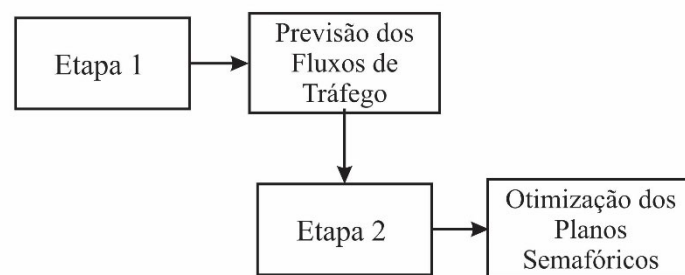 Etapa 1
Previsão dos
Fluxos de
Tráfego
Etapa 2
Otimização dos
Planos
Semafóricos